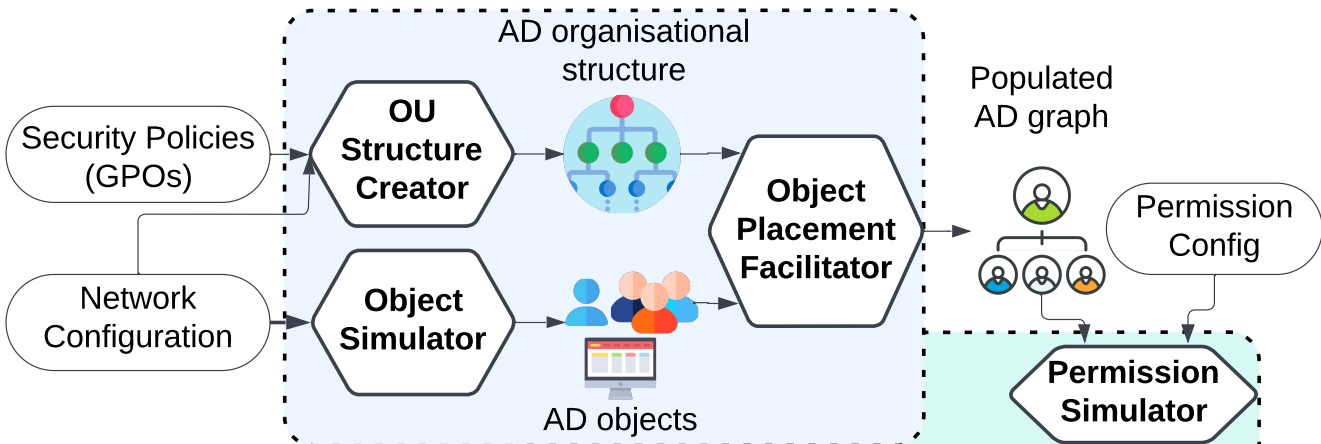 AD organisational
structure
Populated
AD graph
Security Policies
(GPOs)
OU
Structure
Creator
Object
Placement
Facilitator
Permission
Config
Network
Configuration
Object
Simulator
AD objects
Permission
Simulator